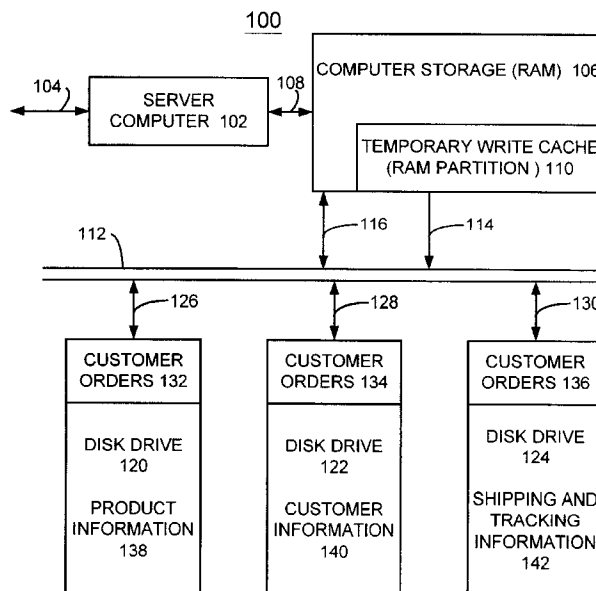 100
COMPUTER STORAGE (RAM) 106
104
108
SERVER
COMPUTER 102
TEMPORARY WRITE CACHE
(RAM PARTITION ) 110
112
116
114
126
128
130
CUSTOMER
ORDERS 132
CUSTOMER
ORDERS 134
CUSTOMER
ORDERS 136
DISK DRIVE
120
DISK DRIVE
122
DISK DRIVE
124
PRODUCT
INFORMATION
138
CUSTOMER
INFORMATION
140
SHIPPING AND
TRACKING
INFORMATION
142